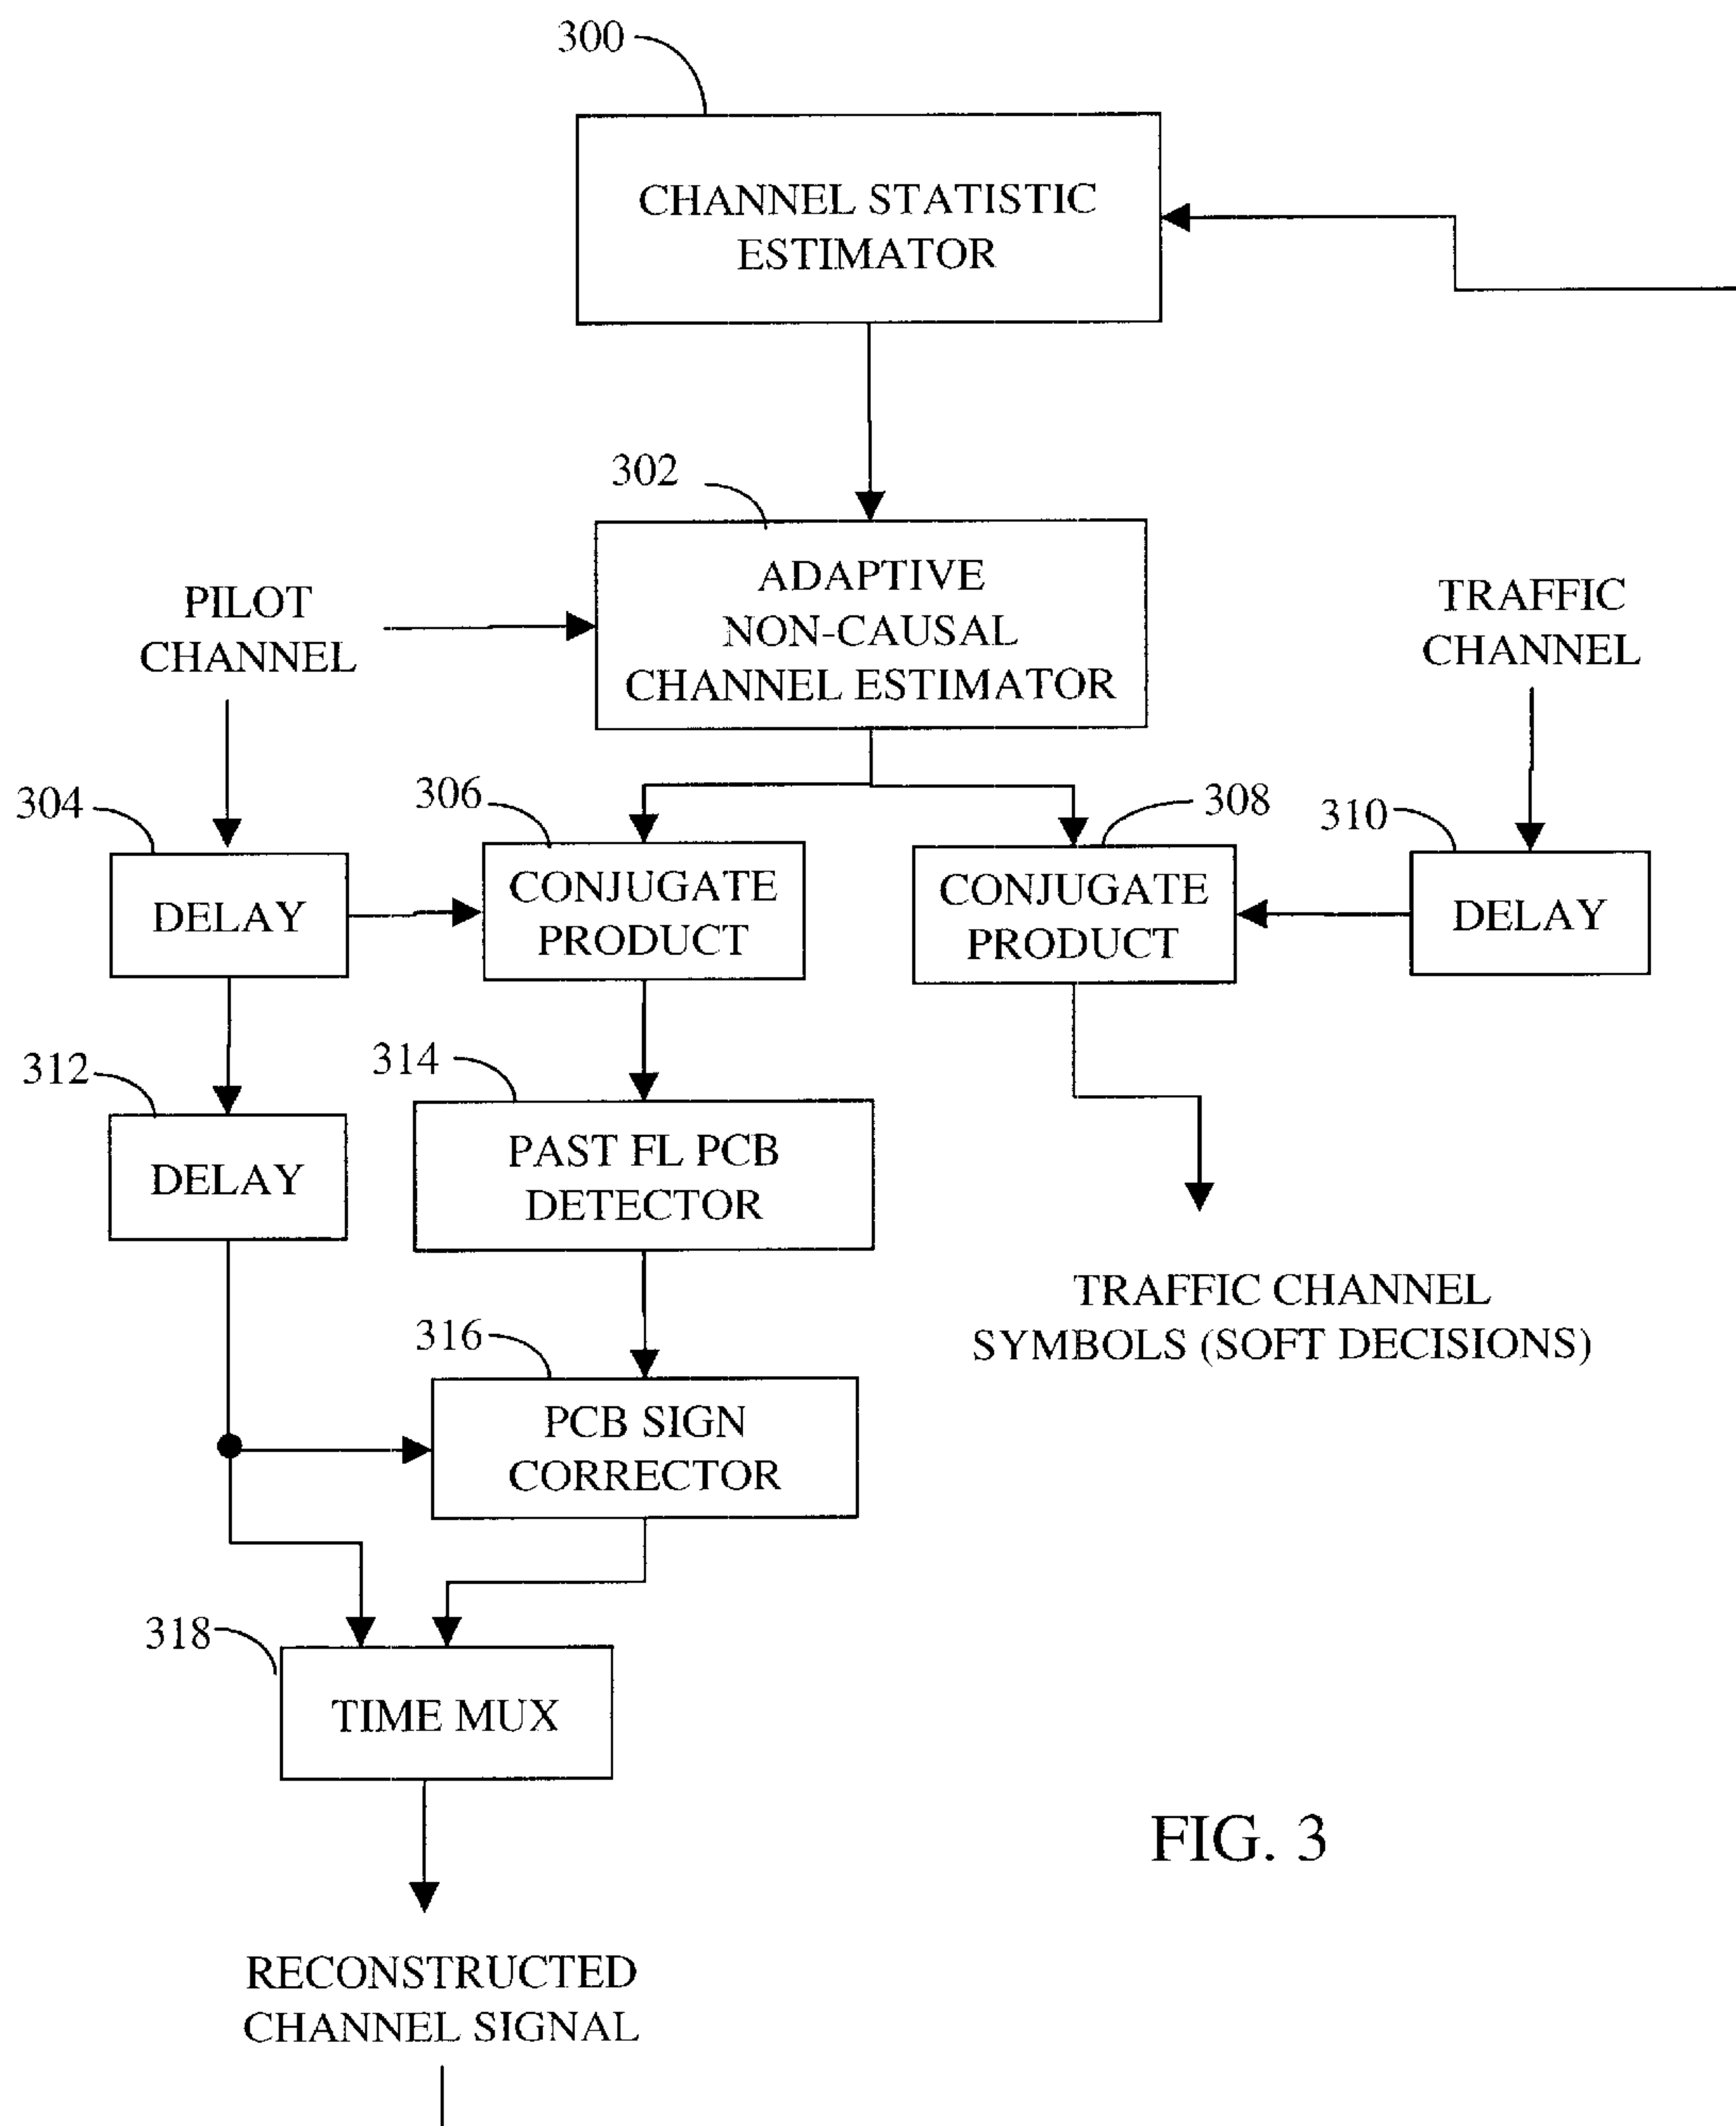 300
CHANNEL STATISTIC
ESTIMATOR
302
ADAPTIVE
NON-CAUSAL
CHANNEL ESTIMATOR
PILOT
CHANNEL
TRAFFIC
CHANNEL
304
306
308
310
DELAY
CONJUGATE
PRODUCT
CONJUGATE
PRODUCT
DELAY
312
314
DELAY
PAST FL PCB
DETECTOR
TRAFFIC CHANNEL
SYMBOLS (SOFT DECISIONS)
316
PCB SIGN
CORRECTOR
318
TIME MUX
FIG. 3
RECONSTRUCTED
CHANNEL SIGNAL